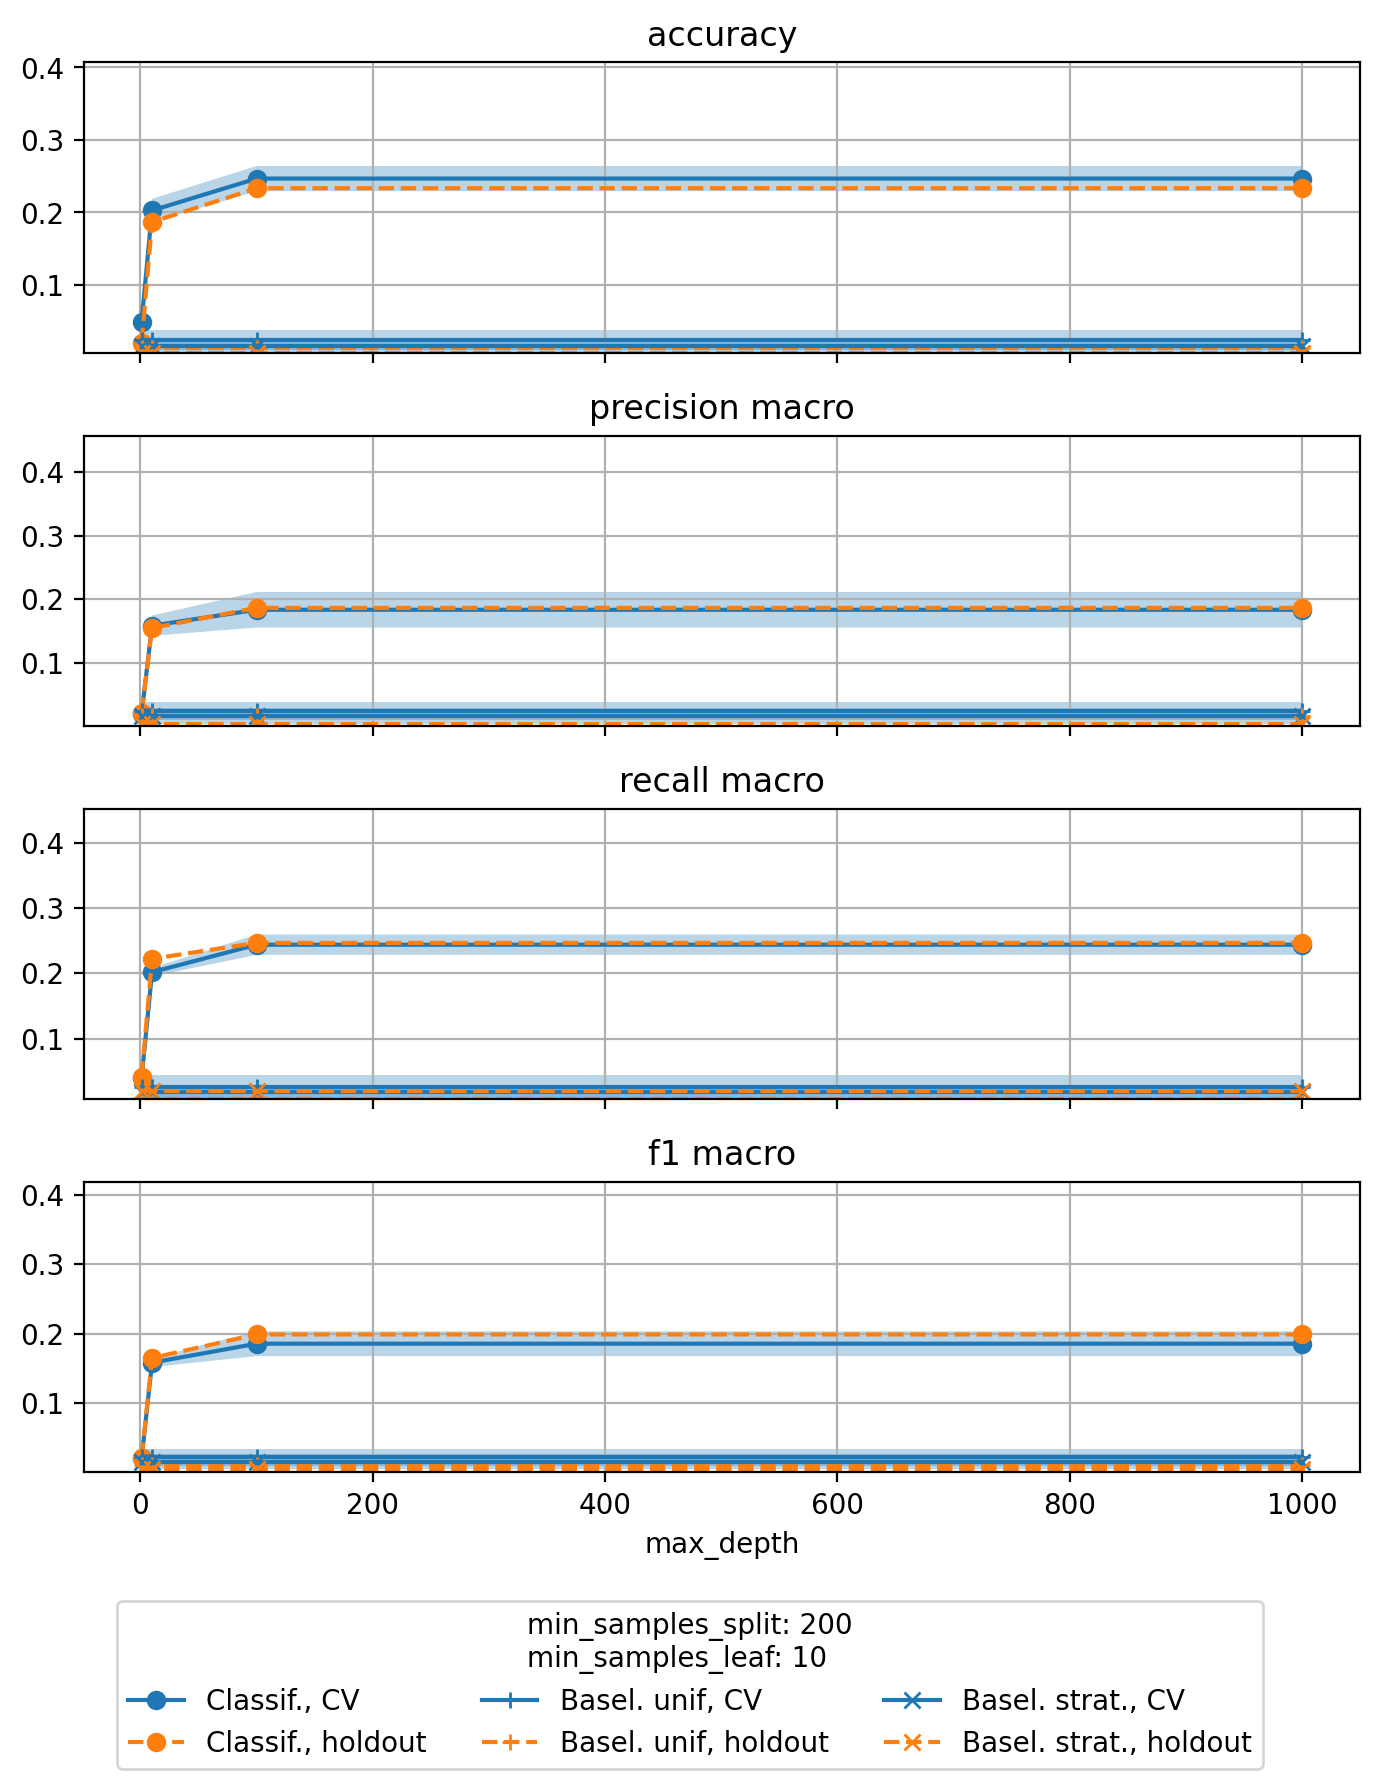 accuracy
0.4
0.3
0.2
0.1
precision macro
0.4
0.3
0.2
0.1
recall macro
0.4
0.3
0.2
0.1
f1 macro
0.4
0.3
0.2
0.1
0 200 400 600 800 1000
max_depth
min_samples_split: 200
min_samples_leaf: 10
Classif., CV Basel. unif, CV Basel. strat., CV
Classif., holdout Basel. unif, holdout Basel. strat., holdout